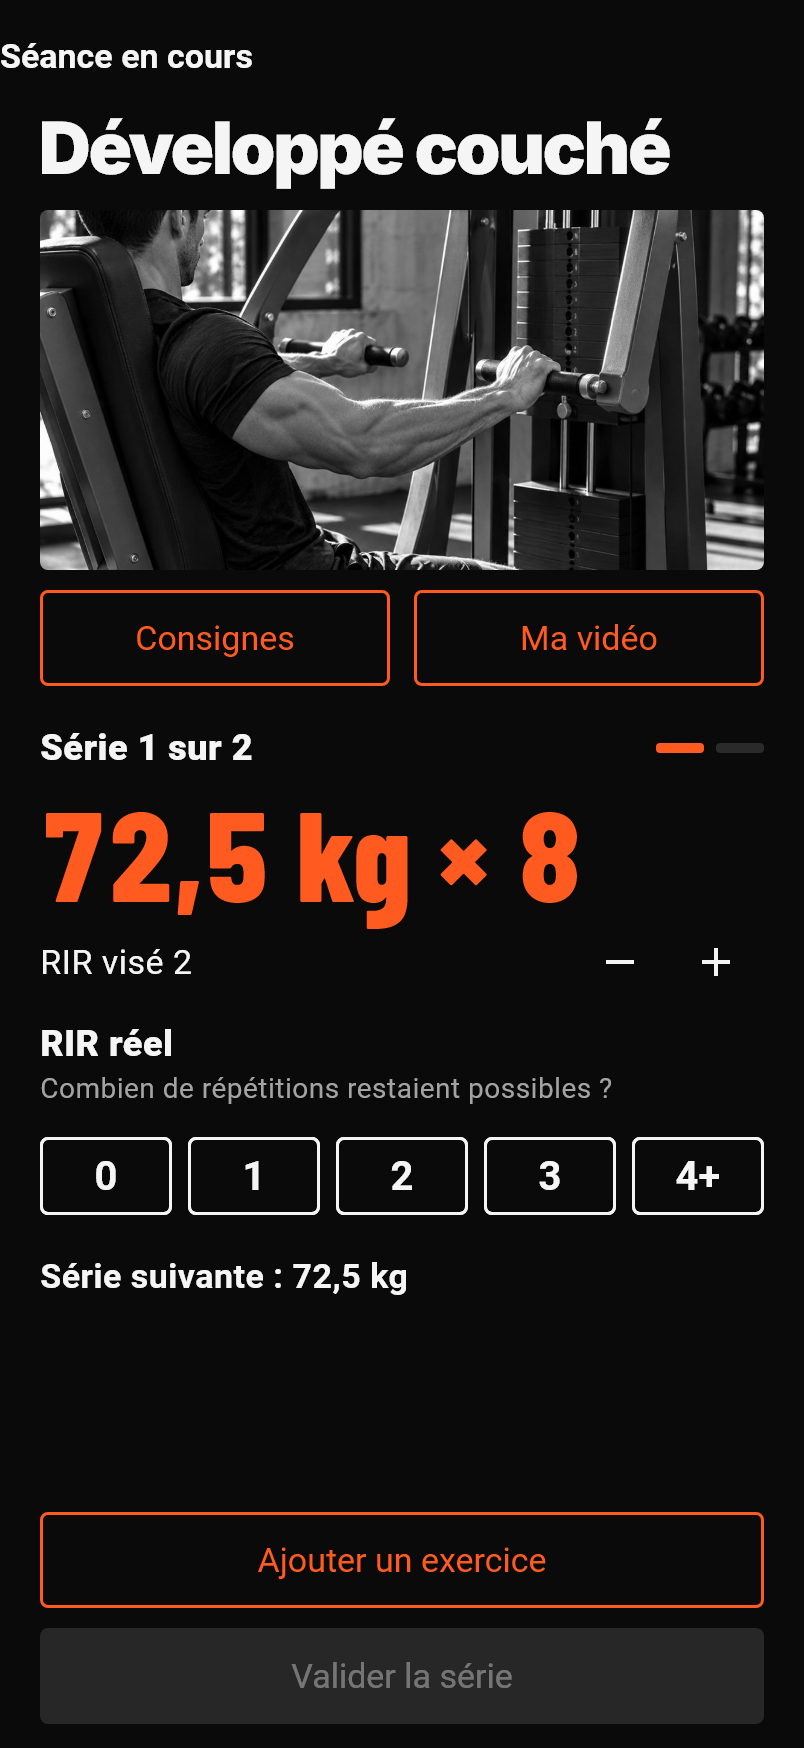 Séance en cours
Développé couché
Consignes
Ma vidéo
Série 1 sur 2
72,5 kg × 8
RIR visé 2
− +
RIR réel
Combien de répétitions restaient possibles ?
0 1 2 3 4+
Série suivante : 72,5 kg
Ajouter un exercice
Valider la série